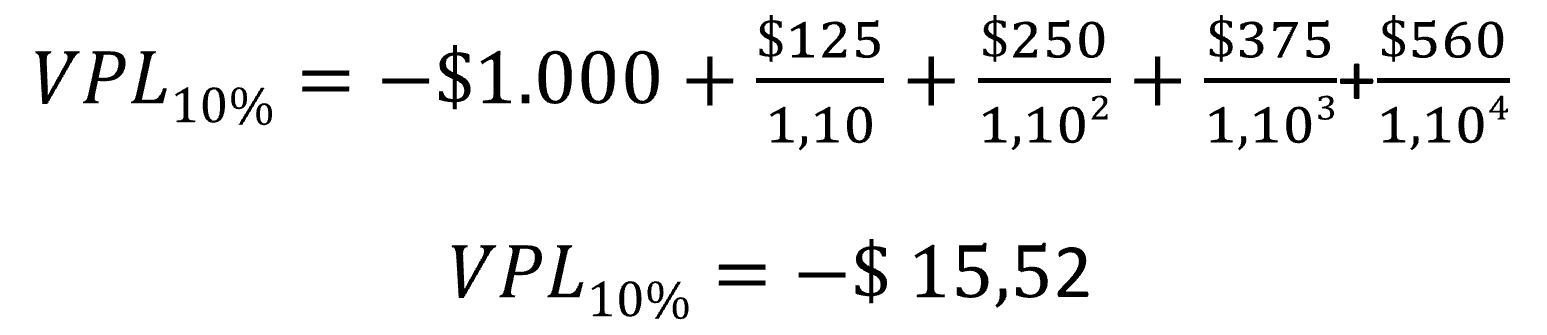 VPL₁₀% = −$1.000 + $125/1,10 + $250/1,10² + $375/1,10³ + $560/1,10⁴
VPL₁₀% = −$ 15,52